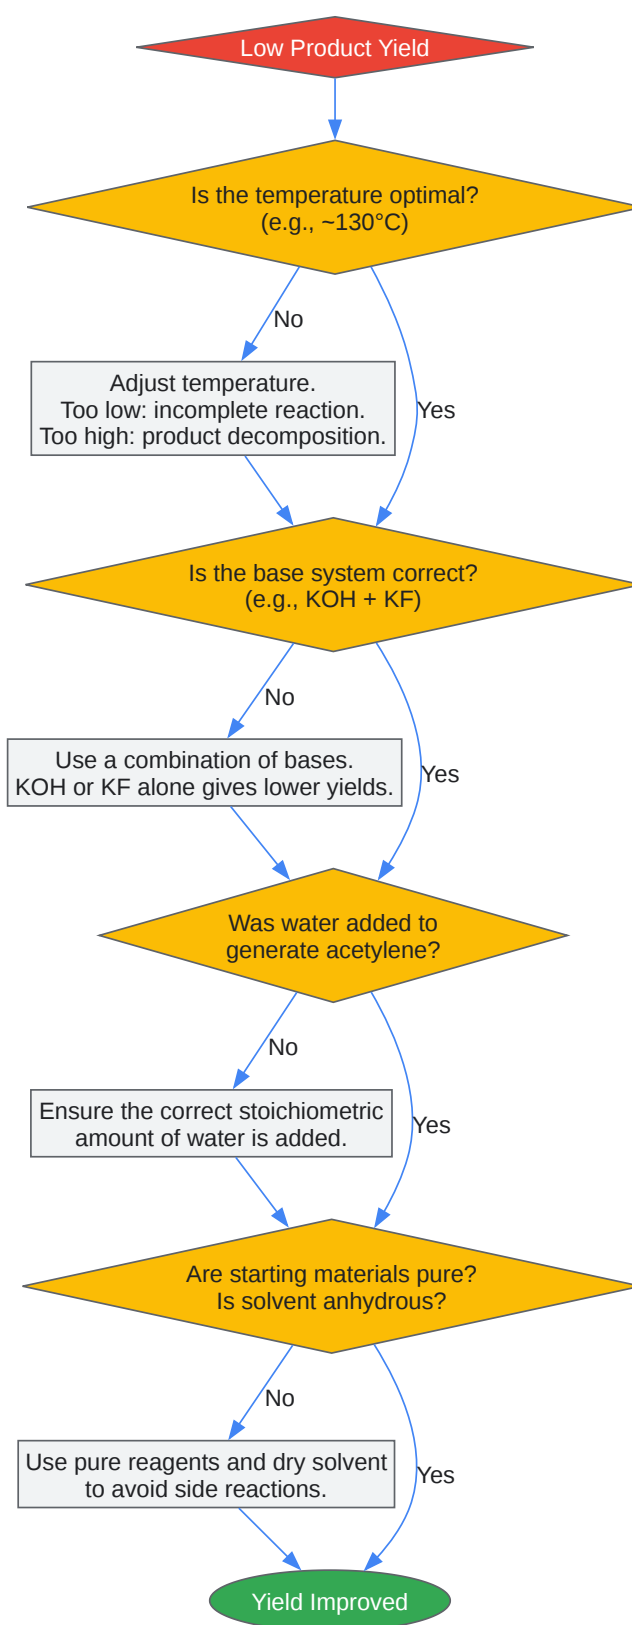 Low Product Yield
Is the temperature optimal?
(e.g., ~130°C)
No
Adjust temperature.
Too low: incomplete reaction.
Too high: product decomposition.
Yes
Is the base system correct?
(e.g., KOH + KF)
No
Use a combination of bases.
KOH or KF alone gives lower yields.
Yes
Was water added to
generate acetylene?
No
Ensure the correct stoichiometric
amount of water is added.
Yes
Are starting materials pure?
Is solvent anhydrous?
No
Use pure reagents and dry solvent
to avoid side reactions.
Yes
Yield Improved